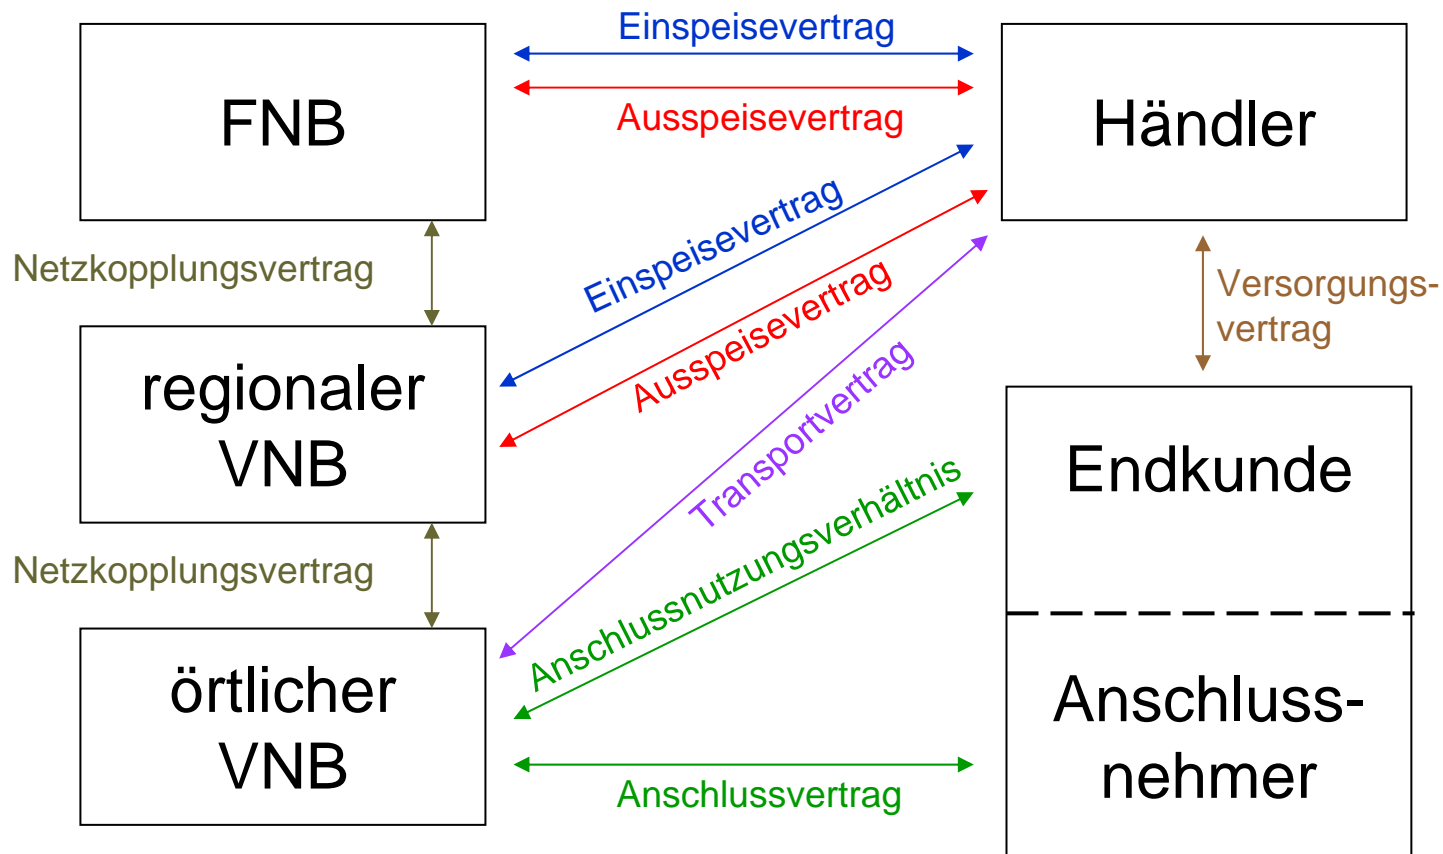 Einspeisevertrag
FNB
Ausspeisevertrag
Händler
Netzkopplungsvertrag
Einspeisevertrag
Ausspeisevertrag
Versorgungs-
vertrag
regionaler
VNB
Transportvertrag
Endkunde
Netzkopplungsvertrag
Anschlussnutzungsverhältnis
örtlicher
VNB
Anschlussvertrag
Anschluss-
nehmer